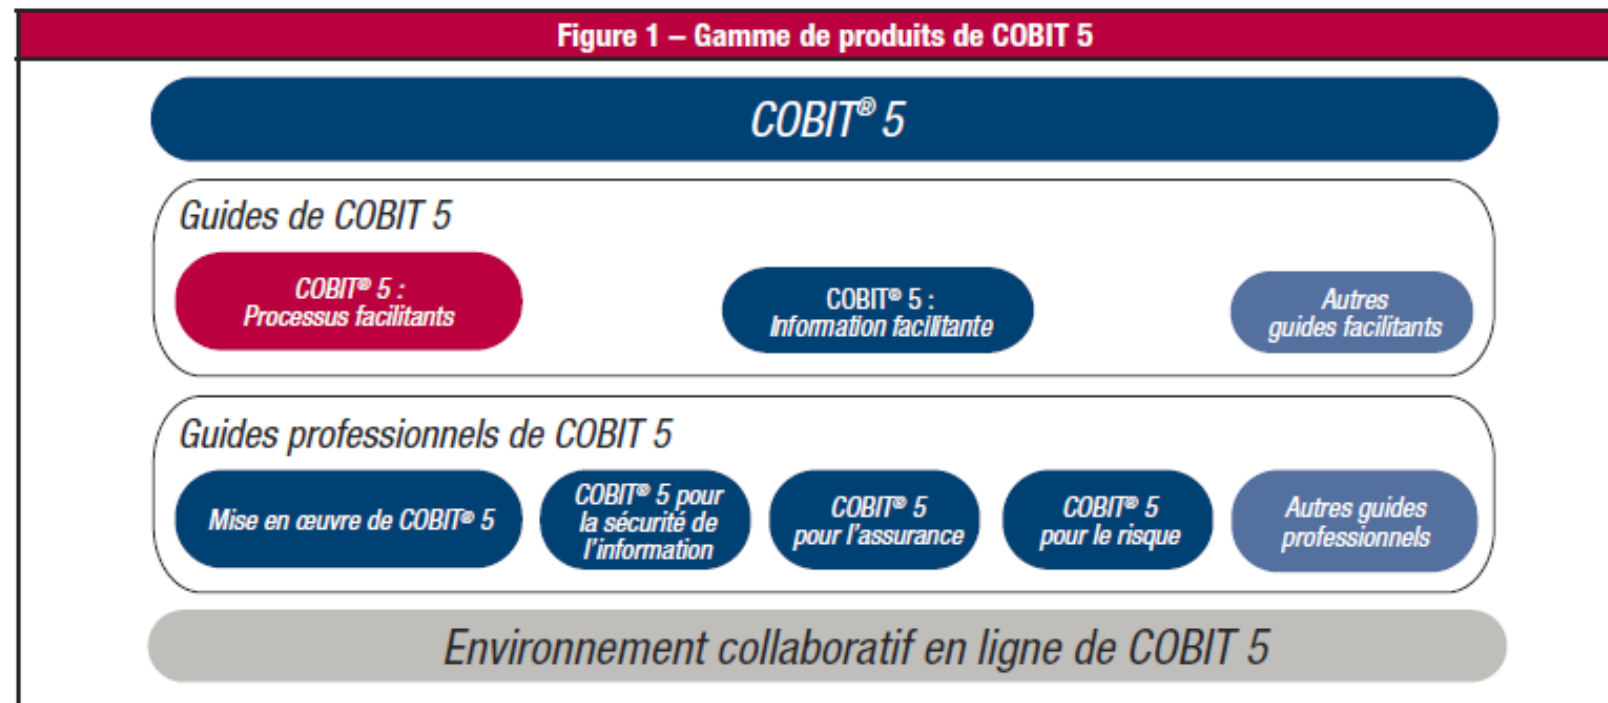 Figure 1 – Gamme de produits de COBIT 5
COBIT® 5
Guides de COBIT 5
COBIT® 5 :
Processus facilitants
COBIT® 5 :
Information facilitante
Autres
guides facilitants
Guides professionnels de COBIT 5
Mise en œuvre de COBIT® 5
COBIT® 5 pour
la sécurité de
l’information
COBIT® 5
pour l’assurance
COBIT® 5
pour le risque
Autres guides
professionnels
Environnement collaboratif en ligne de COBIT 5